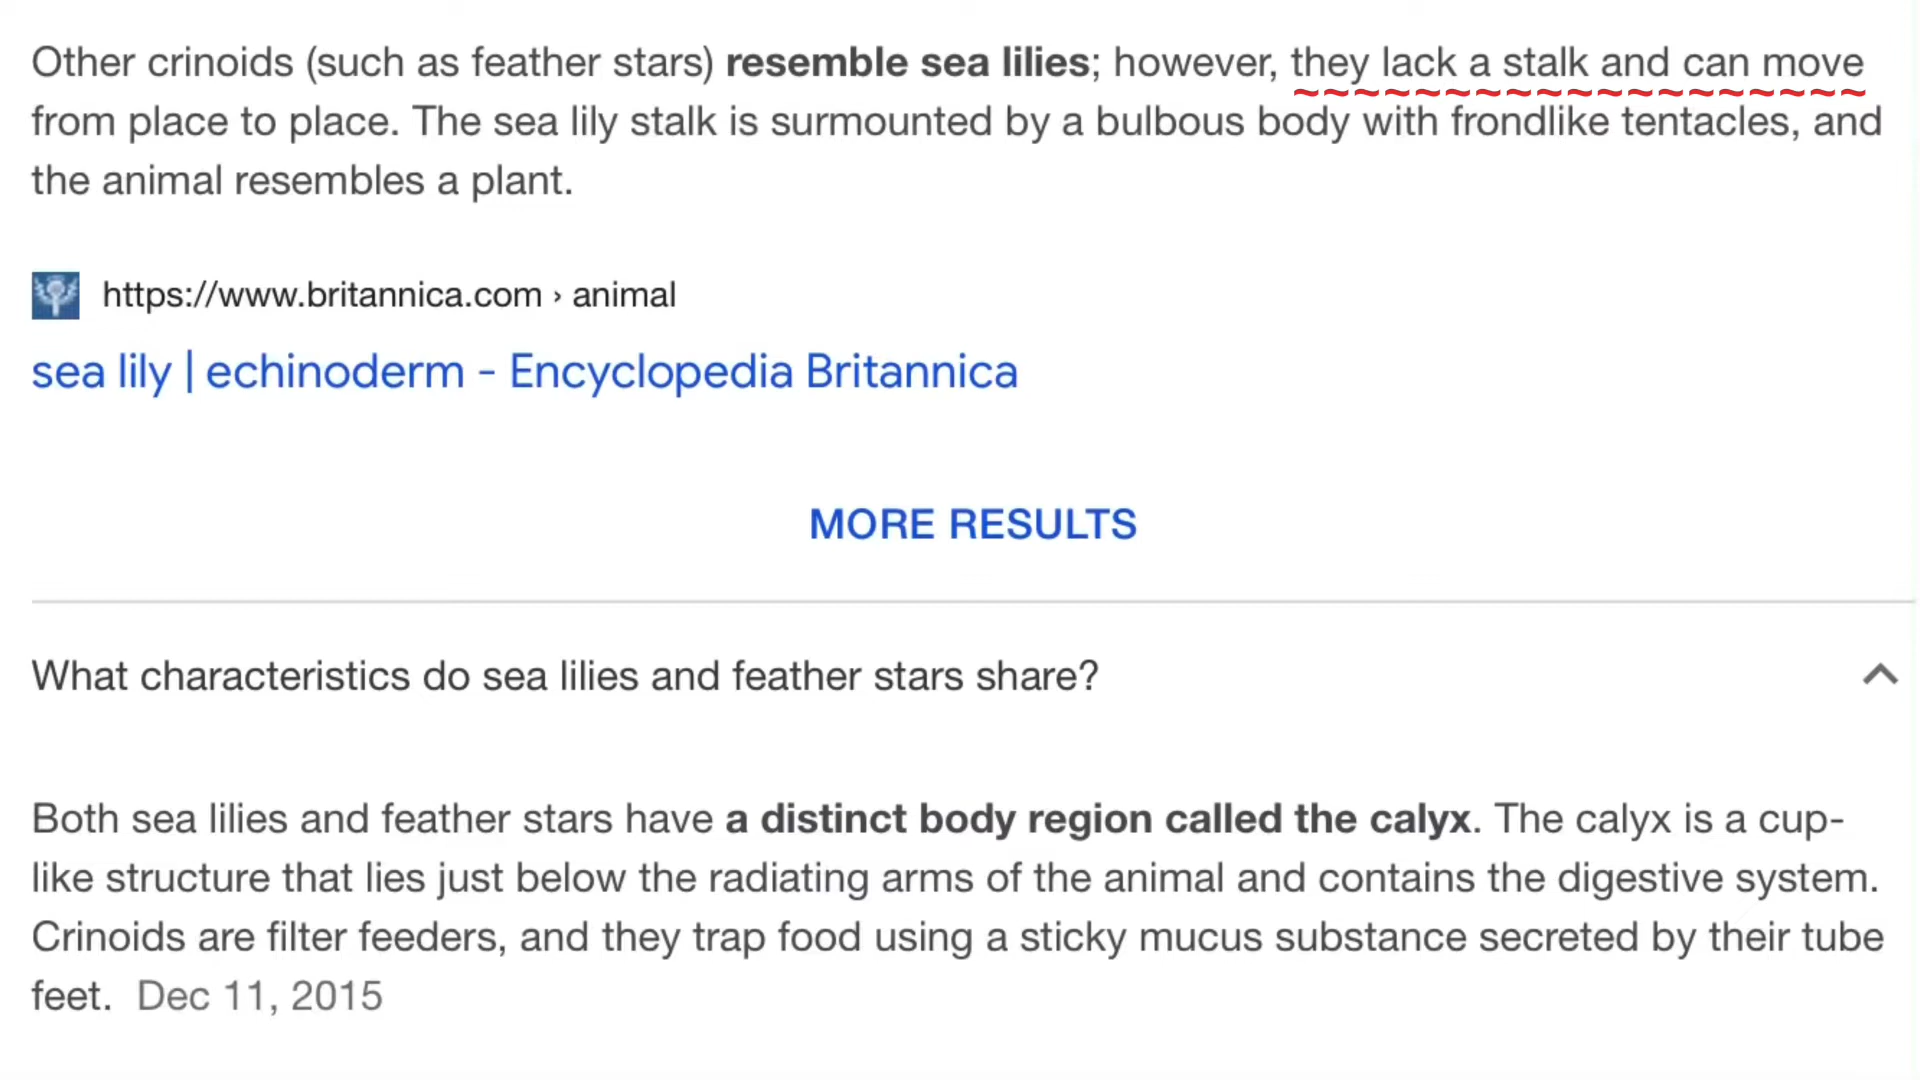 Other crinoids (such as feather stars) resemble sea lilies; however, they lack a stalk and can move
from place to place. The sea lily stalk is surmounted by a bulbous body with frondlike tentacles, and
the animal resembles a plant.
https://www.britannica.com › animal
sea lily | echinoderm - Encyclopedia Britannica
MORE RESULTS
What characteristics do sea lilies and feather stars share?
Both sea lilies and feather stars have a distinct body region called the calyx. The calyx is a cup-
like structure that lies just below the radiating arms of the animal and contains the digestive system.
Crinoids are filter feeders, and they trap food using a sticky mucus substance secreted by their tube
feet. Dec 11, 2015